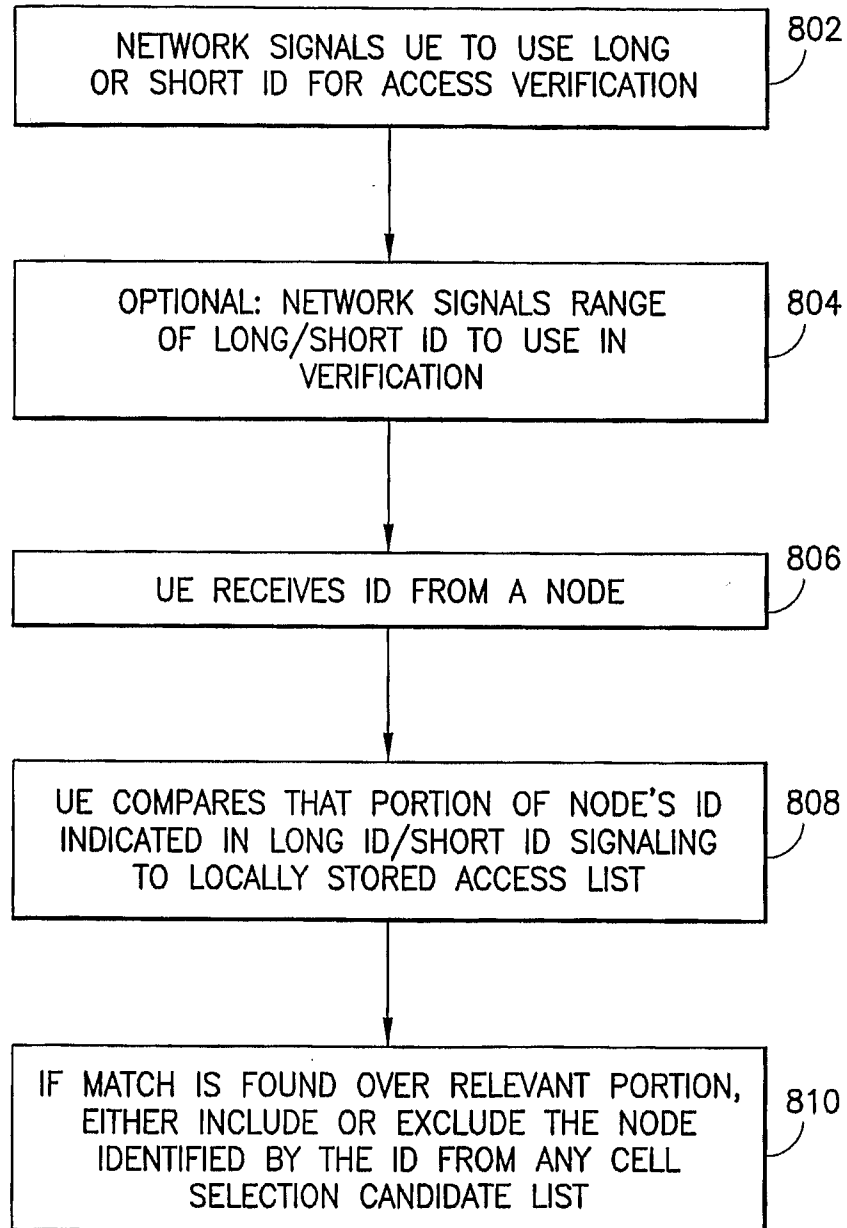 NETWORK SIGNALS UE TO USE LONG
OR SHORT ID FOR ACCESS VERIFICATION
802
OPTIONAL: NETWORK SIGNALS RANGE
OF LONG/SHORT ID TO USE IN
VERIFICATION
804
UE RECEIVES ID FROM A NODE
806
UE COMPARES THAT PORTION OF NODE'S ID
INDICATED IN LONG ID/SHORT ID SIGNALING
TO LOCALLY STORED ACCESS LIST
808
IF MATCH IS FOUND OVER RELEVANT PORTION,
EITHER INCLUDE OR EXCLUDE THE NODE
IDENTIFIED BY THE ID FROM ANY CELL
SELECTION CANDIDATE LIST
810